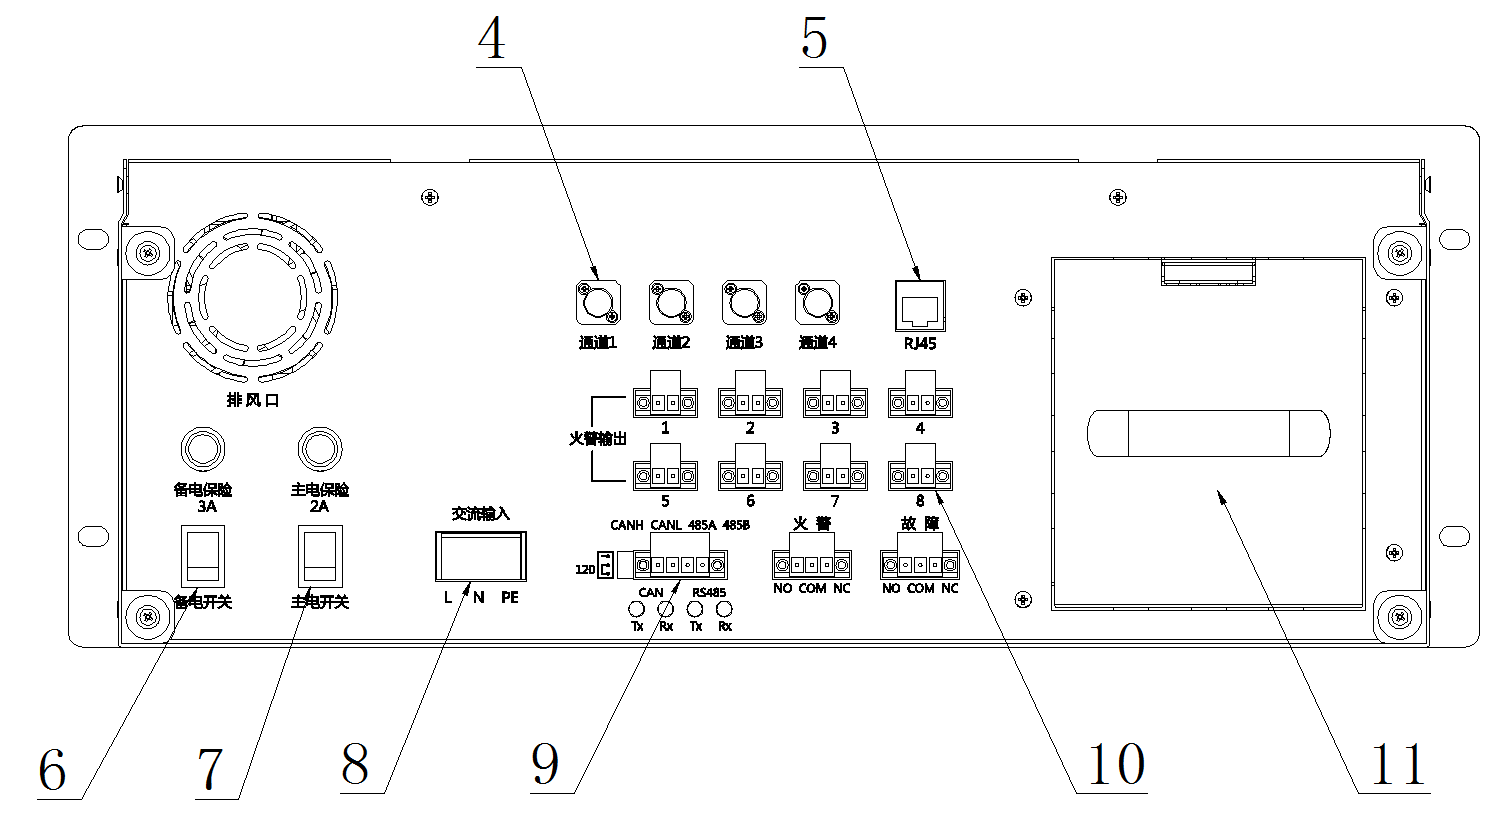 4 5
通道1 通道2 通道3 通道4 RJ45
排风口
1 2 3 4
火警输出
备电保险 主电保险
3A 2A
5 6 7 8
交流输入
CANH CANL 485A 485B 火 警 故 障
120
L N PE
NO COM NC NO COM NC
备电开关 主电开关
CAN RS485
Tx Rx Tx Rx
6 7 8 9 10 11